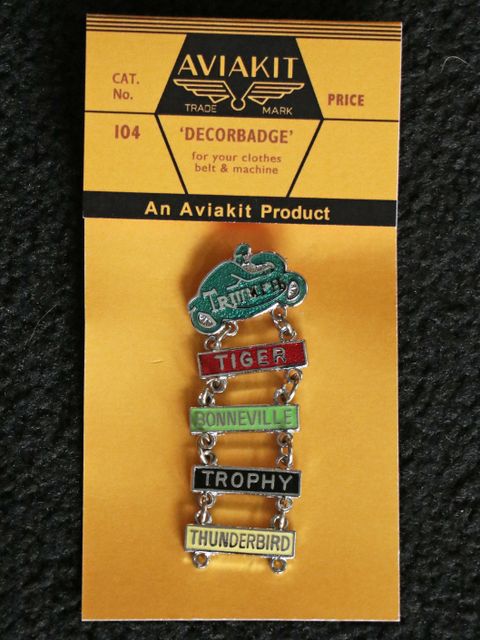 AVIAKIT
TRADE MARK
CAT. No.
PRICE
104
'DECORBADGE'
for your clothes
belt & machine
An Aviakit Product
TRIUMPH
TIGER
BONNEVILLE
TROPHY
THUNDERBIRD